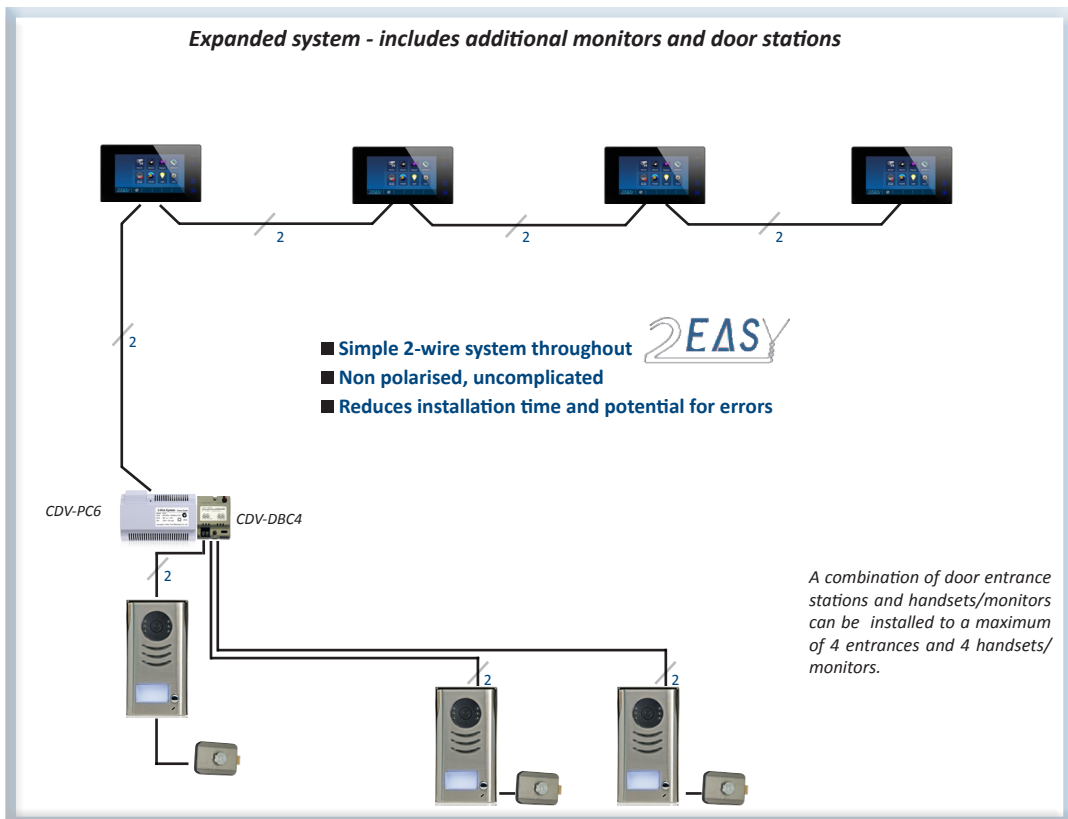 Expanded system - includes additional monitors and door stations
2
2
2
2
2EASY
■ Simple 2-wire system throughout
■ Non polarised, uncomplicated
■ Reduces installation time and potential for errors
CDV-PC6
CDV-DBC4
2
A combination of door entrance
stations and handsets/monitors
can be installed to a maximum
of 4 entrances and 4 handsets/
monitors.
2
2